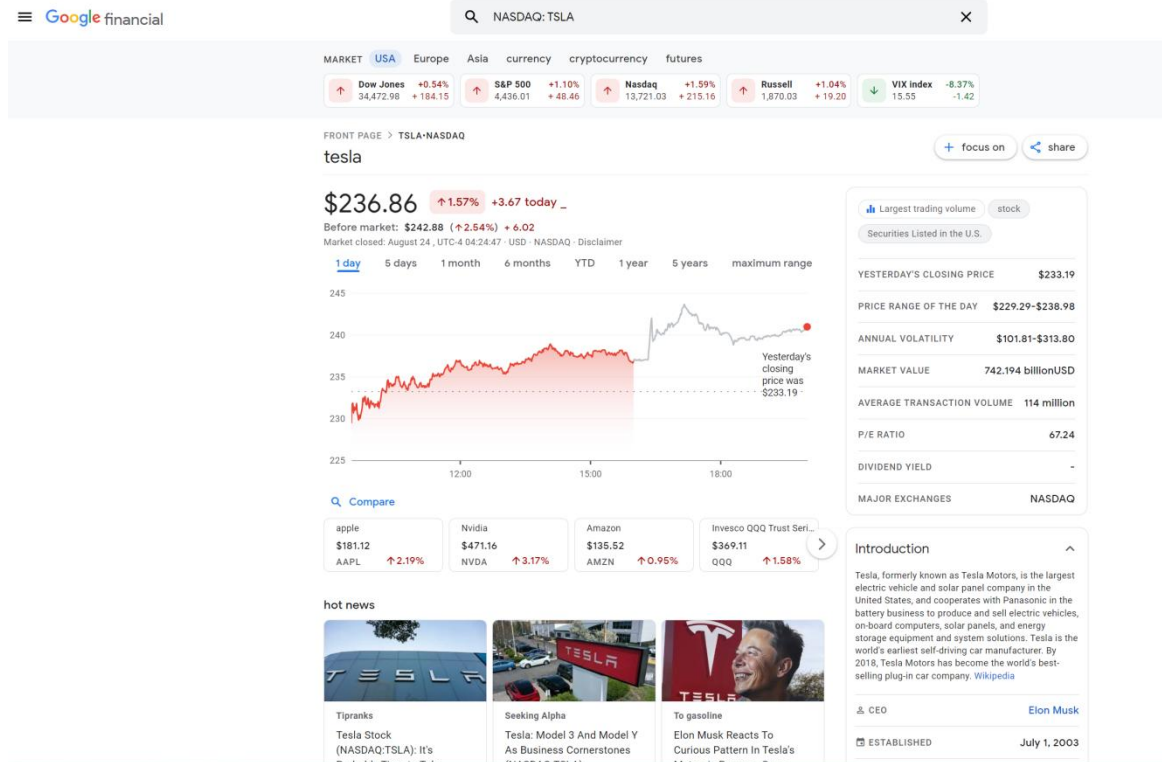 Google financial
NASDAQ: TSLA
MARKET USA Europe Asia currency cryptocurrency futures
Dow Jones +0.54%
34,472.98 + 184.15
S&P 500 +1.10%
4,436.01 + 48.46
Nasdaq +1.59%
13,721.03 + 215.16
Russell +1.04%
1,870.03 + 19.20
VIX index -8.37%
15.55 -1.42
FRONT PAGE > TSLA•NASDAQ
tesla
+ focus on
share
$236.86 ↑1.57% +3.67 today _
Before market: $242.88 (↑2.54%) + 6.02
Market closed: August 24 , UTC-4 04:24:47 · USD · NASDAQ · Disclaimer
1 day 5 days 1 month 6 months YTD 1 year 5 years maximum range
245
240
235
230
225
12:00 15:00 18:00
Yesterday's
closing
price was
$233.19
Compare
apple
$181.12
AAPL ↑2.19%
Nvidia
$471.16
NVDA ↑3.17%
Amazon
$135.52
AMZN ↑0.95%
Invesco QQQ Trust Seri...
$369.11
QQQ ↑1.58%
hot news
TESLA
TESLA
TESLA
Tipranks
Tesla Stock
(NASDAQ:TSLA): It's
Seeking Alpha
Tesla: Model 3 And Model Y
As Business Cornerstones
To gasoline
Elon Musk Reacts To
Curious Pattern In Tesla's
Largest trading volume
stock
Securities Listed in the U.S.
YESTERDAY'S CLOSING PRICE $233.19
PRICE RANGE OF THE DAY $229.29-$238.98
ANNUAL VOLATILITY $101.81-$313.80
MARKET VALUE 742.194 billionUSD
AVERAGE TRANSACTION VOLUME 114 million
P/E RATIO 67.24
DIVIDEND YIELD -
MAJOR EXCHANGES NASDAQ
Introduction
Tesla, formerly known as Tesla Motors, is the largest
electric vehicle and solar panel company in the
United States, and cooperates with Panasonic in the
battery business to produce and sell electric vehicles,
on-board computers, solar panels, and energy
storage equipment and system solutions. Tesla is the
world's earliest self-driving car manufacturer. By
2018, Tesla Motors has become the world's best-
selling plug-in car company. Wikipedia
CEO Elon Musk
ESTABLISHED July 1, 2003